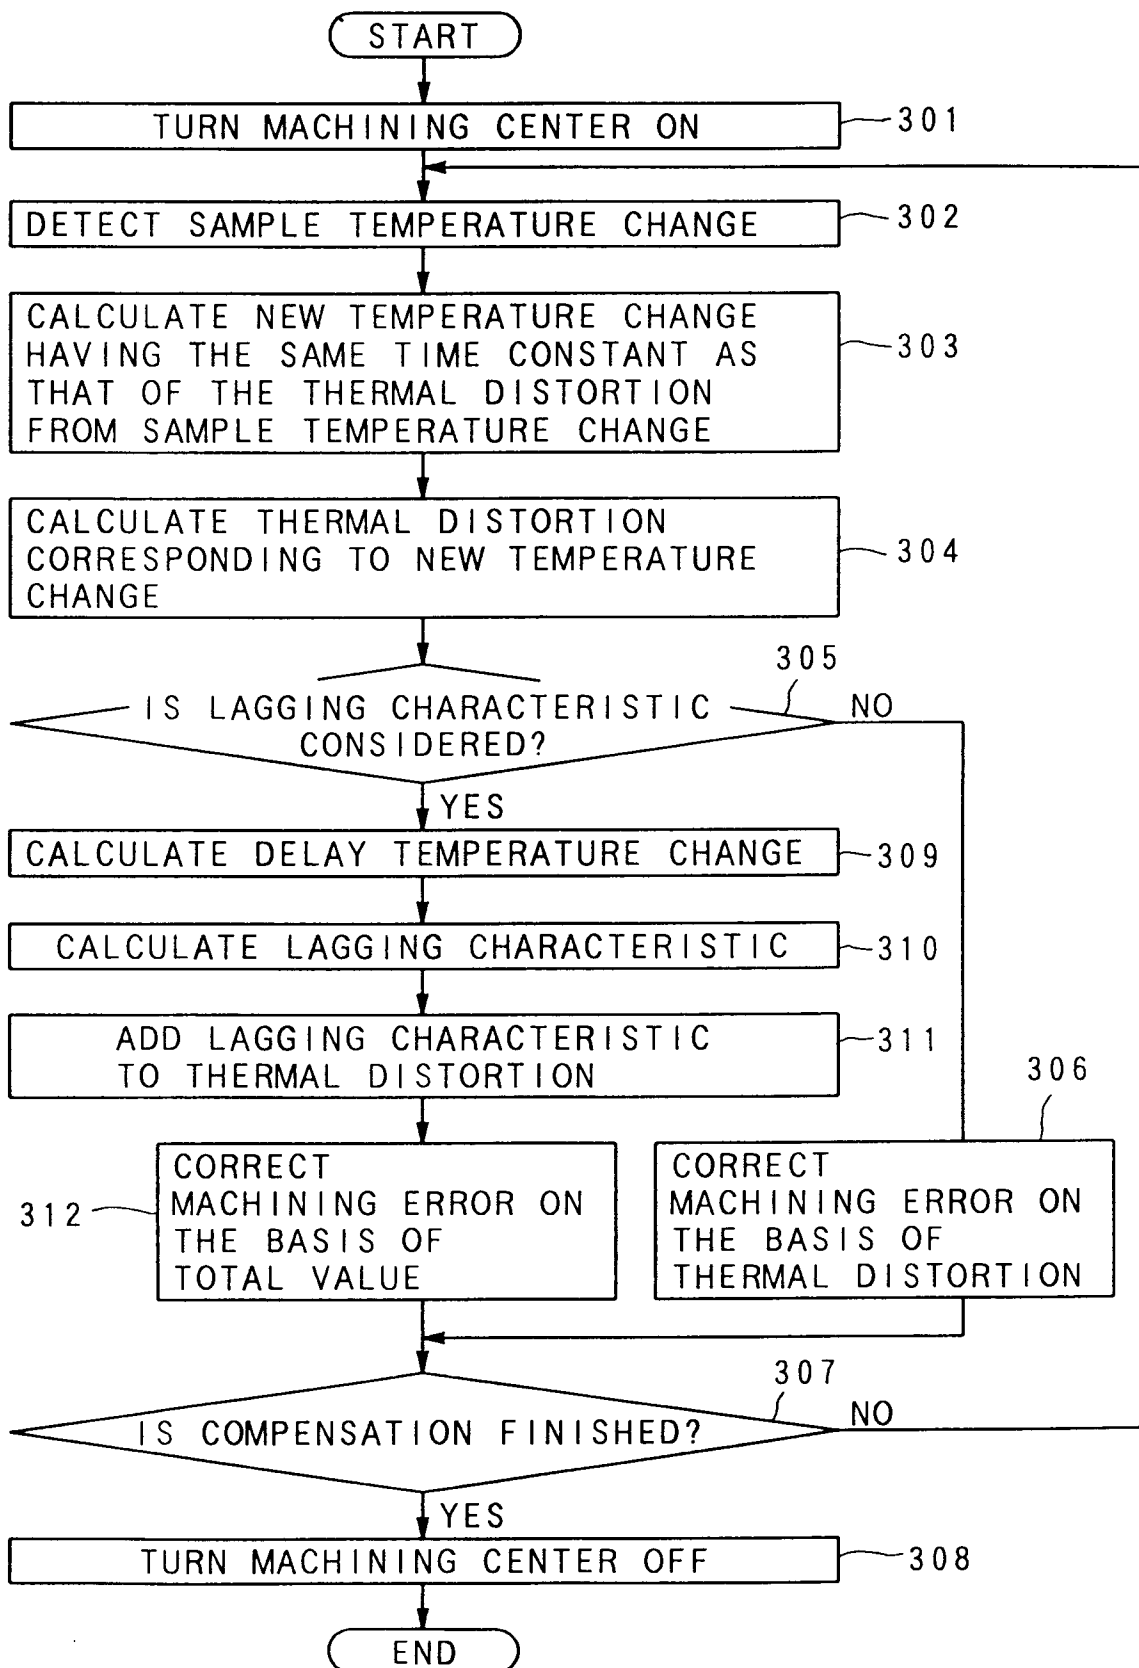 START
TURN MACHINING CENTER ON
301
DETECT SAMPLE TEMPERATURE CHANGE
302
CALCULATE NEW TEMPERATURE CHANGE
HAVING THE SAME TIME CONSTANT AS
THAT OF THE THERMAL DISTORTION
FROM SAMPLE TEMPERATURE CHANGE
303
CALCULATE THERMAL DISTORTION
CORRESPONDING TO NEW TEMPERATURE
CHANGE
304
305
IS LAGGING CHARACTERISTIC
CONSIDERED?
NO
YES
CALCULATE DELAY TEMPERATURE CHANGE
309
CALCULATE LAGGING CHARACTERISTIC
310
ADD LAGGING CHARACTERISTIC
TO THERMAL DISTORTION
311
306
312
CORRECT
MACHINING ERROR ON
THE BASIS OF
TOTAL VALUE
CORRECT
MACHINING ERROR ON
THE BASIS OF
THERMAL DISTORTION
307
IS COMPENSATION FINISHED?
NO
YES
TURN MACHINING CENTER OFF
308
END